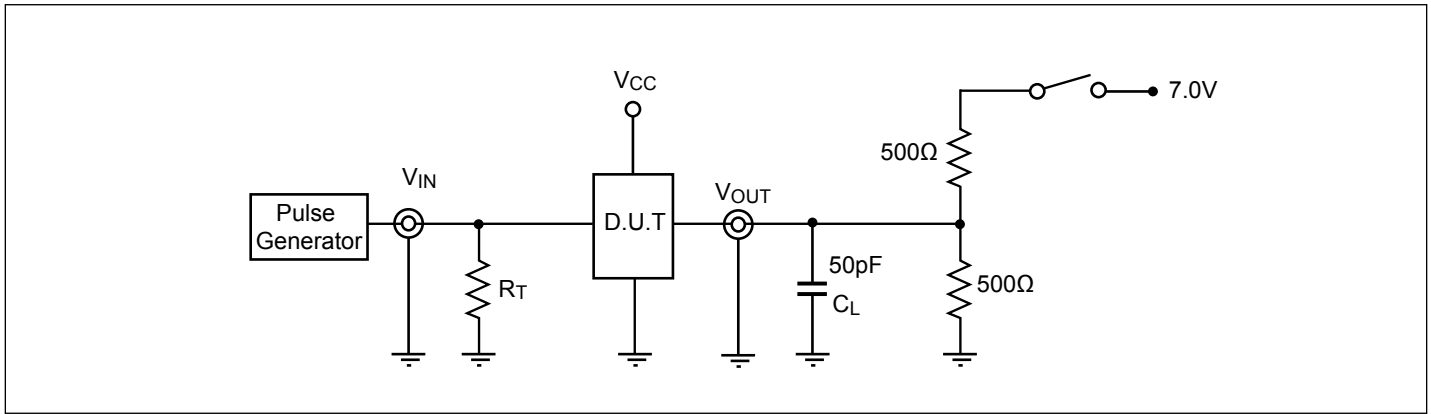 VCC
7.0V
500Ω
VIN
VOUT
Pulse
Generator
D.U.T
50pF
RT
CL
500Ω